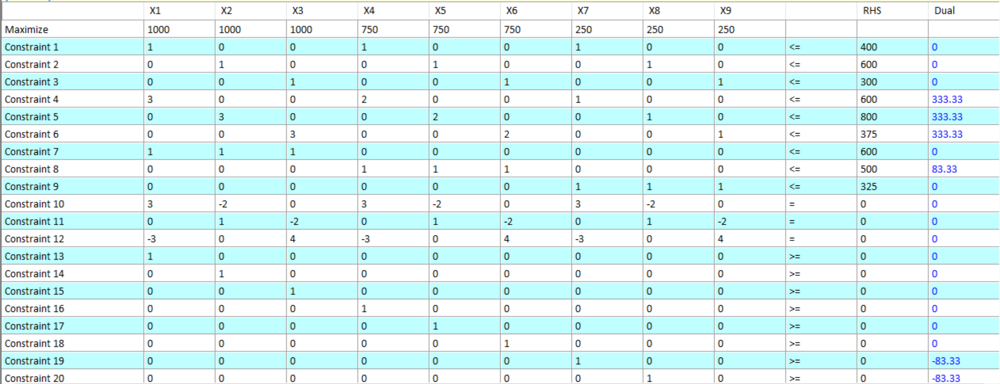 X1 X2 X3 X4 X5 X6 X7 X8 X9 RHS Dual
Maximize 1000 1000 1000 750 750 750 250 250 250
Constraint 1 1 0 0 1 0 0 1 0 0 <= 400 0
Constraint 2 0 1 0 0 1 0 0 1 0 <= 600 0
Constraint 3 0 0 1 0 0 1 0 0 1 <= 300 0
Constraint 4 3 0 0 2 0 0 1 0 0 <= 600 333.33
Constraint 5 0 3 0 0 2 0 0 1 0 <= 800 333.33
Constraint 6 0 0 3 0 0 2 0 0 1 <= 375 333.33
Constraint 7 1 1 1 0 0 0 0 0 0 <= 600 0
Constraint 8 0 0 0 1 1 1 0 0 0 <= 500 83.33
Constraint 9 0 0 0 0 0 0 1 1 1 <= 325 0
Constraint 10 3 -2 0 3 -2 0 3 -2 0 = 0 0
Constraint 11 0 1 -2 0 1 -2 0 1 -2 = 0 0
Constraint 12 -3 0 4 -3 0 4 -3 0 4 = 0 0
Constraint 13 1 0 0 0 0 0 0 0 0 >= 0 0
Constraint 14 0 1 0 0 0 0 0 0 0 >= 0 0
Constraint 15 0 0 1 0 0 0 0 0 0 >= 0 0
Constraint 16 0 0 0 1 0 0 0 0 0 >= 0 0
Constraint 17 0 0 0 0 1 0 0 0 0 >= 0 0
Constraint 18 0 0 0 0 0 1 0 0 0 >= 0 0
Constraint 19 0 0 0 0 0 0 1 0 0 >= 0 -83.33
Constraint 20 0 0 0 0 0 0 0 1 0 >= 0 -83.33